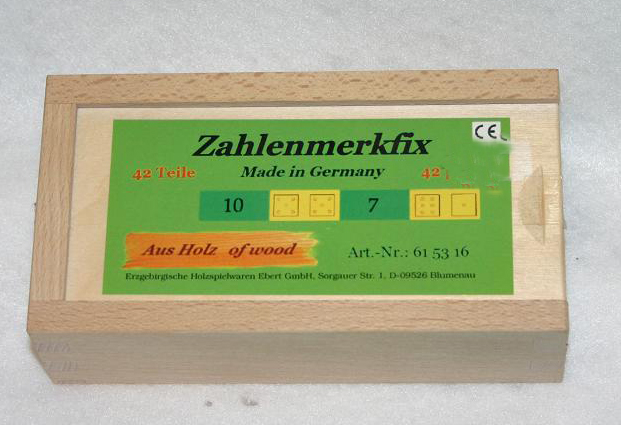 Zahlenmerkfix
CE
42 Teile
Made in Germany
42
10
7
Aus Holz of wood
Art.-Nr.: 61 53 16
Erzgebirgische Holzspielwaren Ebert GmbH, Sorgauer Str. 1, D-09526 Blumenau